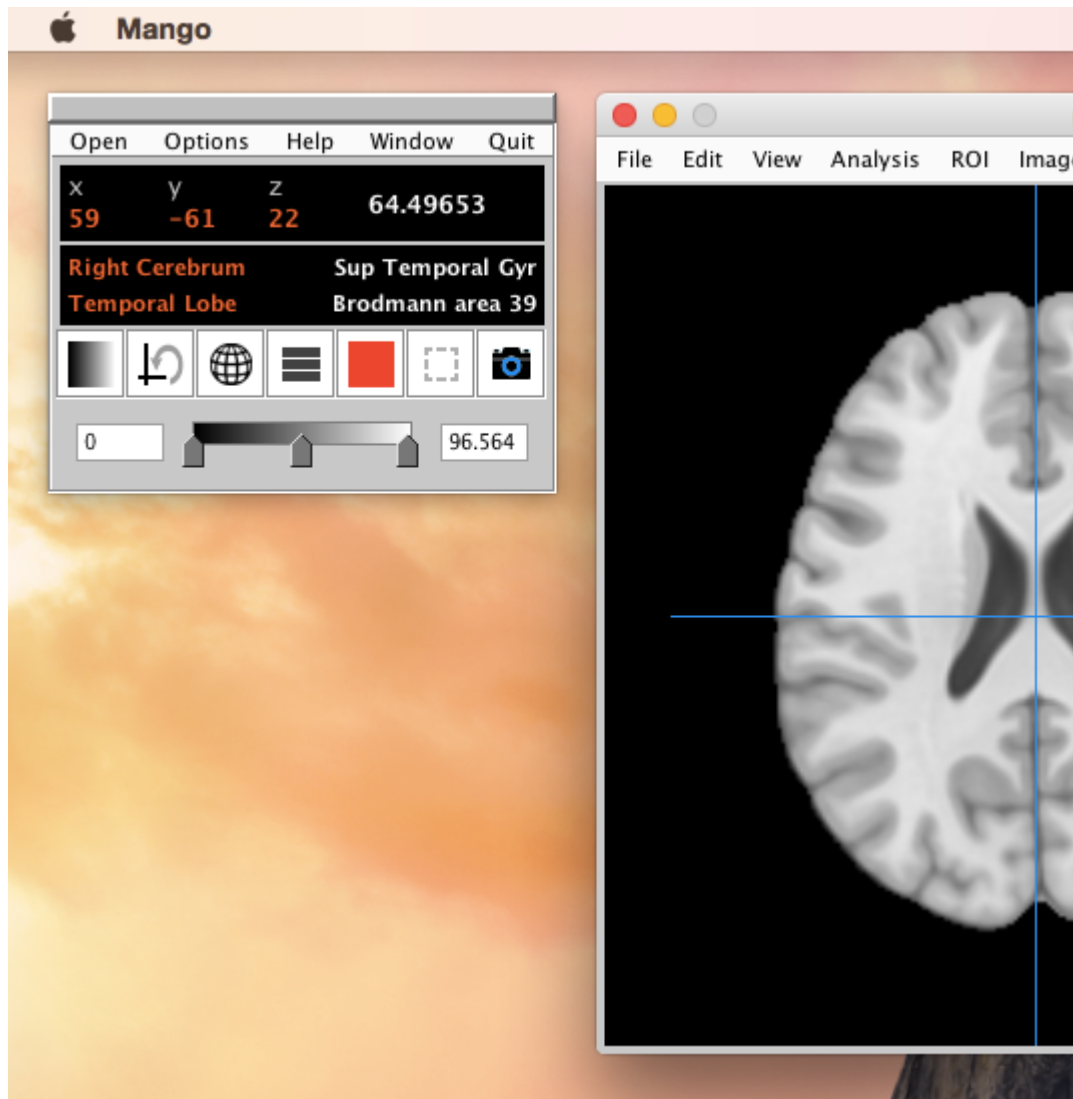 Mango
Open Options Help Window Quit
x y z
59 -61 22 64.49653
Right Cerebrum Sup Temporal Gyr
Temporal Lobe Brodmann area 39
0 96.564
File Edit View Analysis ROI Imag